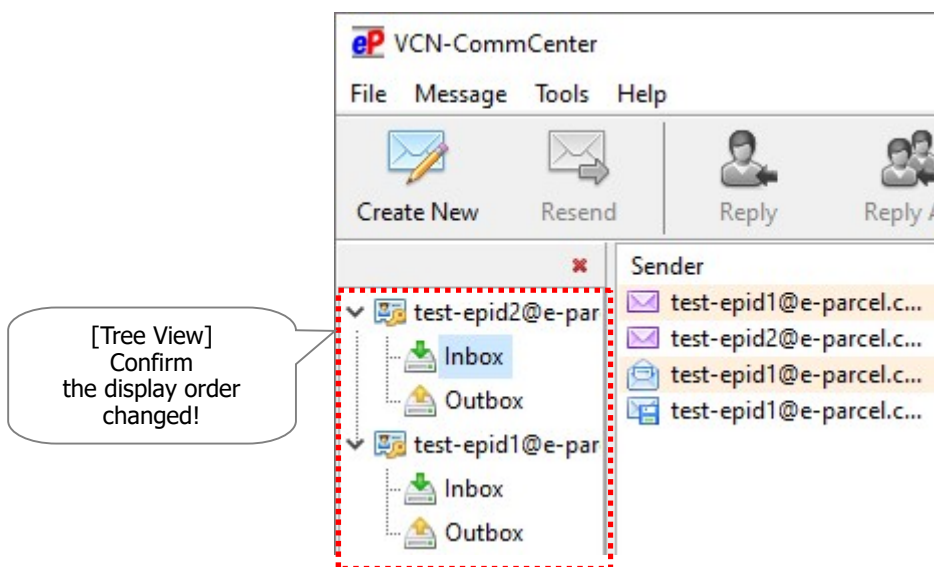 eP VCN-CommCenter
File Message Tools Help
Create New Resend Reply Reply A
Sender
test-epid2@e-par
Inbox
Outbox
test-epid1@e-par
Inbox
Outbox
test-epid1@e-parcel.c...
test-epid2@e-parcel.c...
test-epid1@e-parcel.c...
test-epid1@e-parcel.c...
[Tree View]
Confirm
the display order
changed!